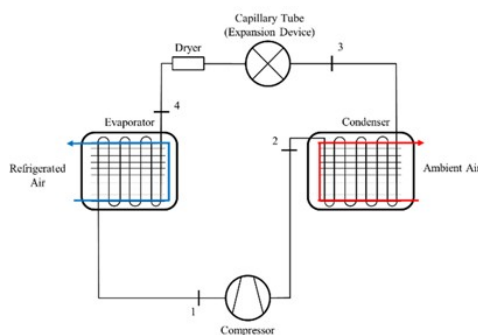 Capillary Tube
(Expansion Device)
Dryer
3
4
Evaporator
Condenser
2
Refrigerated
Air
Ambient Air
1
Compressor